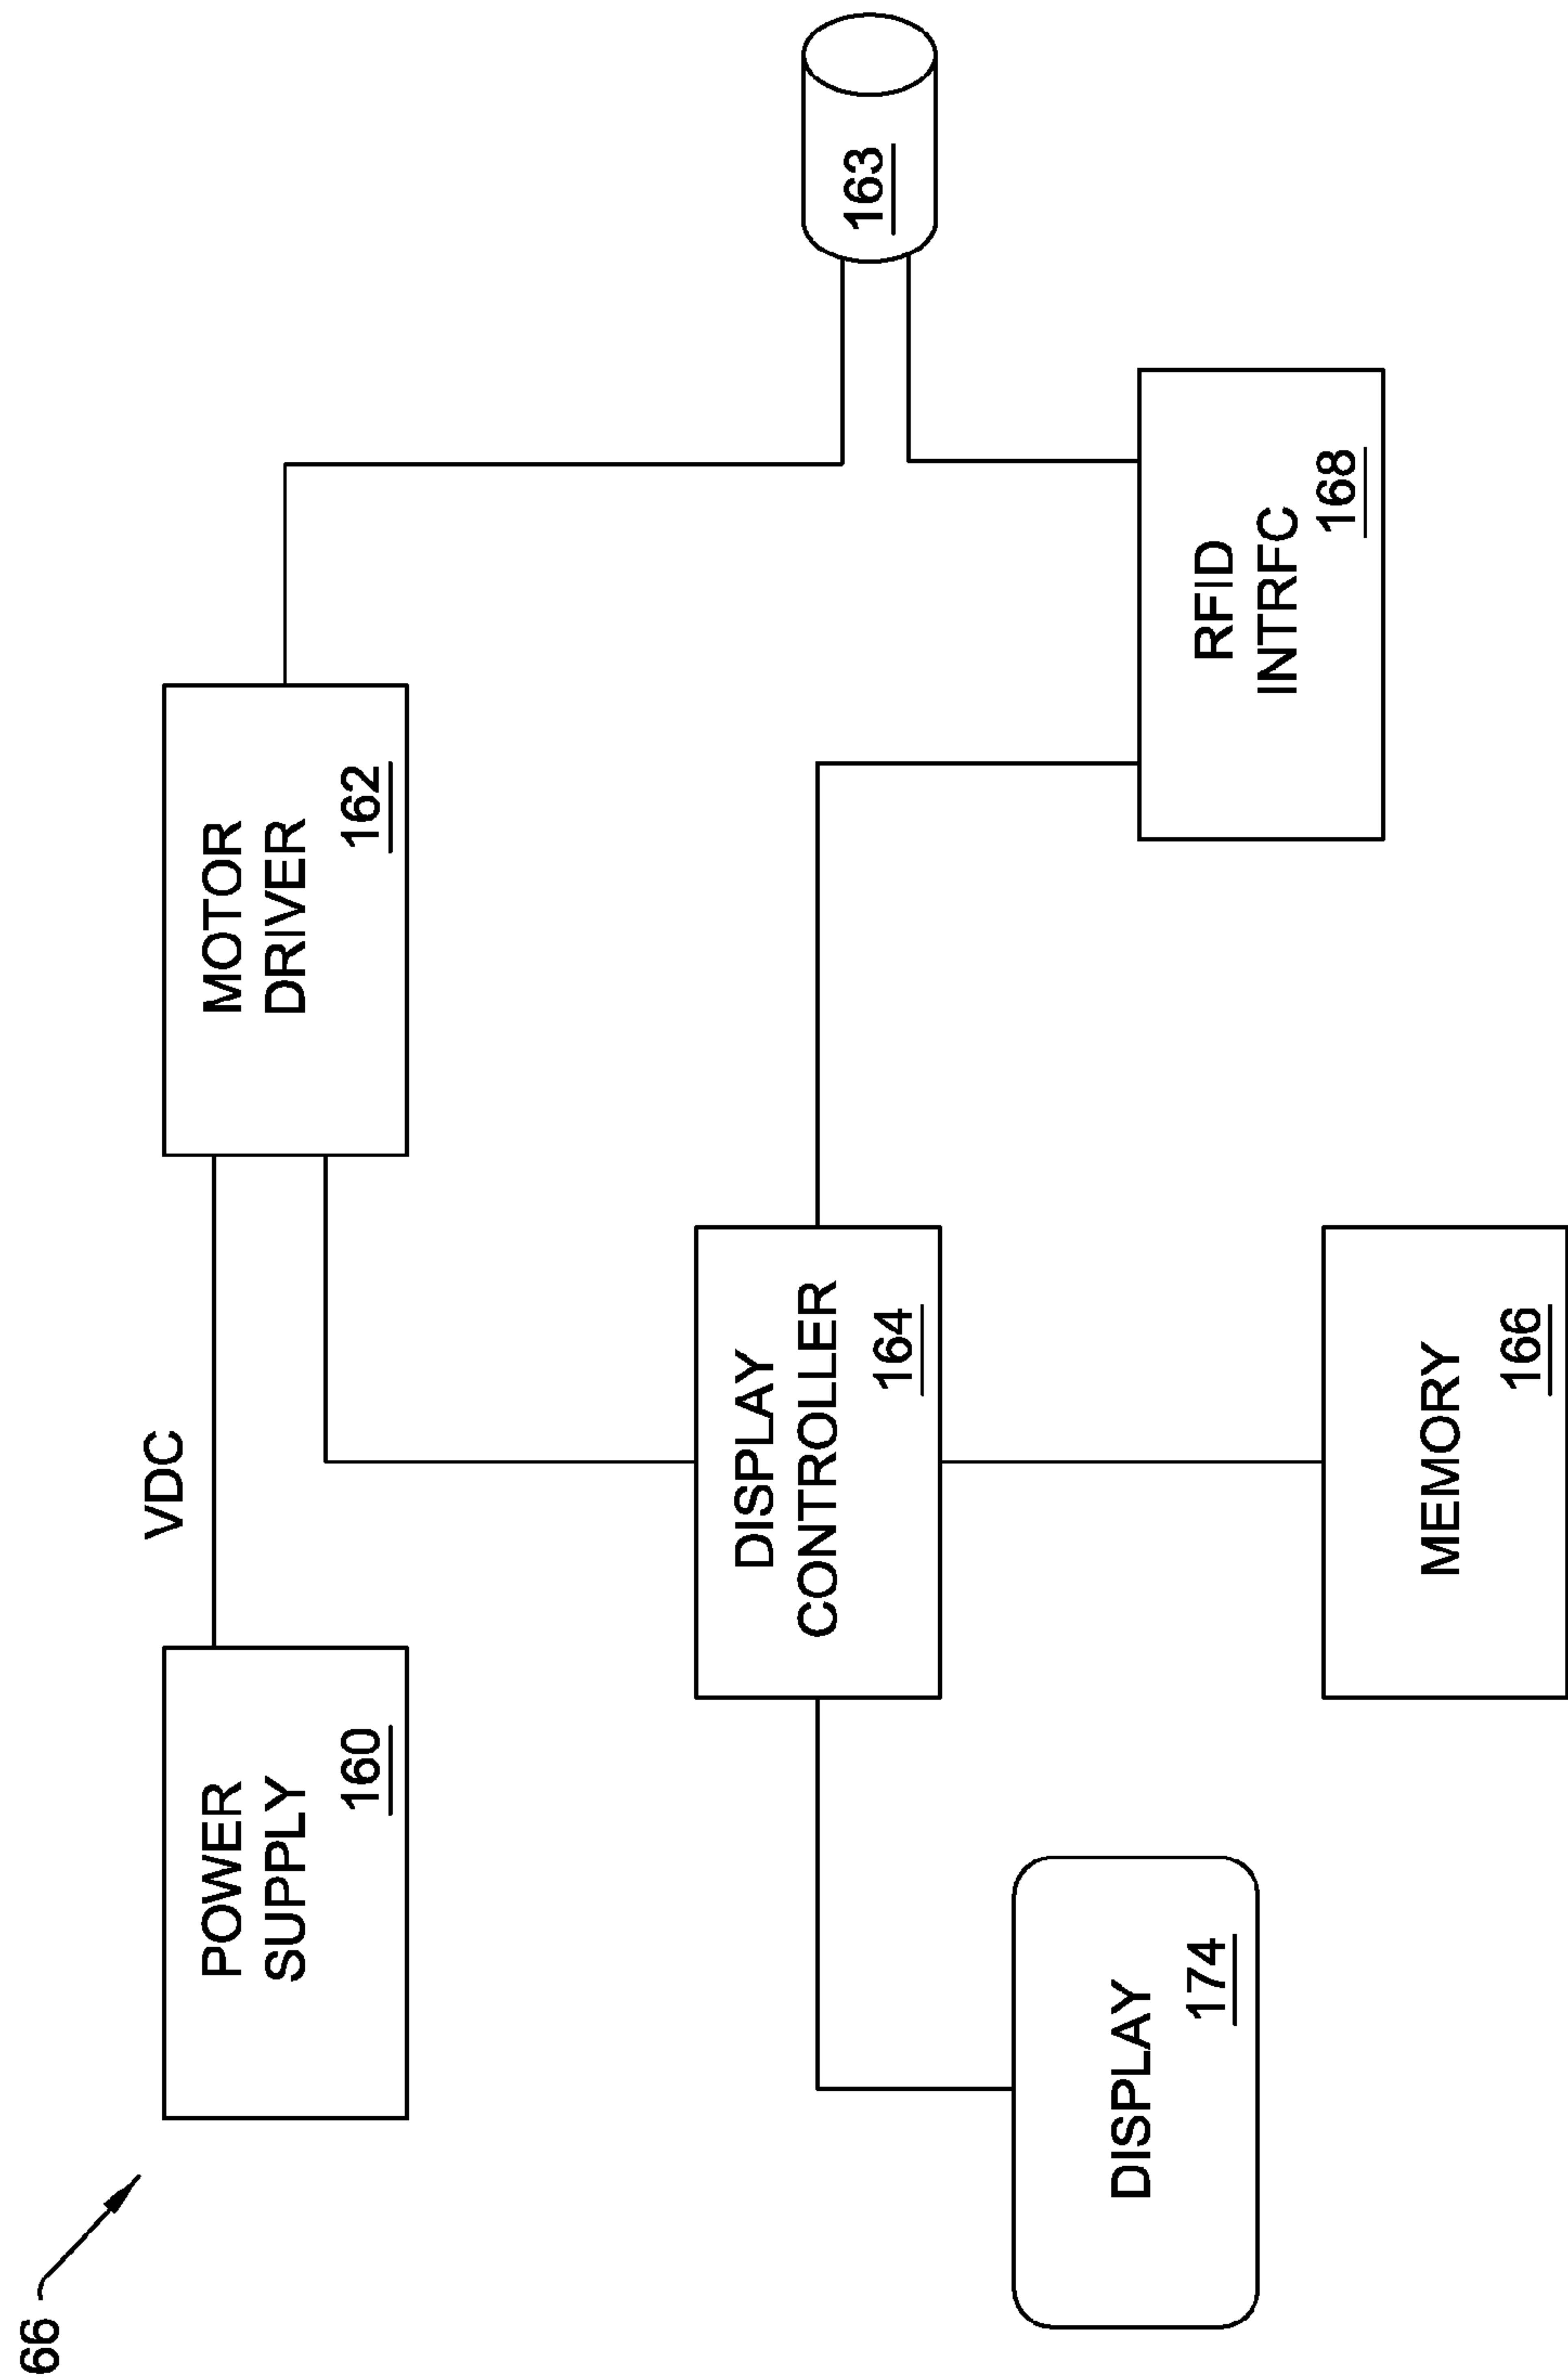 66
POWER
SUPPLY
160
VDC
MOTOR
DRIVER
162
163
DISPLAY
CONTROLLER
164
DISPLAY
174
MEMORY
166
RFID
INTRFC
168